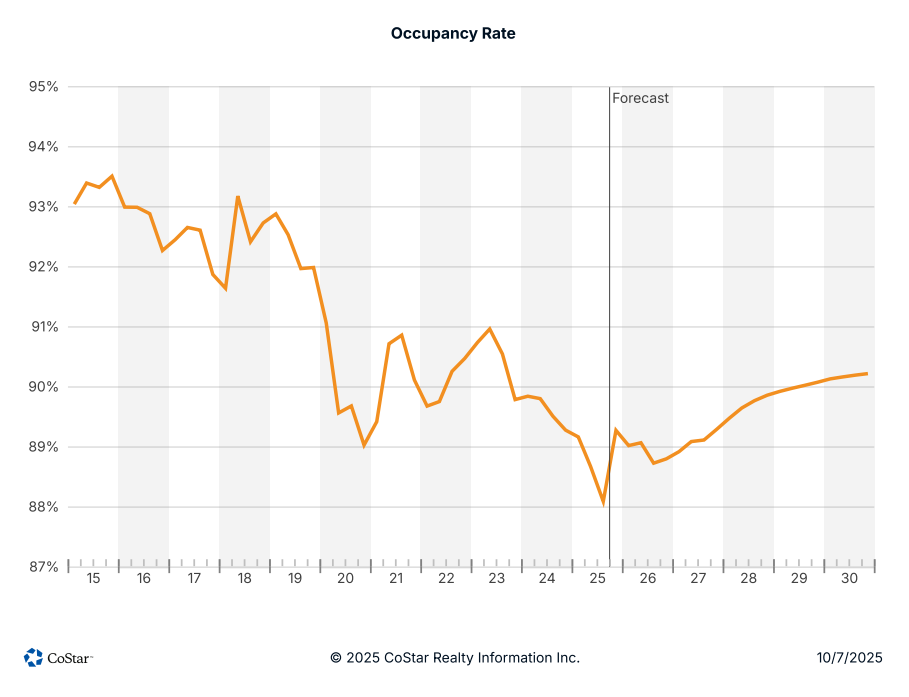 Occupancy Rate
95%
Forecast
94%
93%
92%
91%
90%
89%
88%
87%
15 16 17 18 19 20 21 22 23 24 25 26 27 28 29 30
CoStar™
© 2025 CoStar Realty Information Inc.
10/7/2025